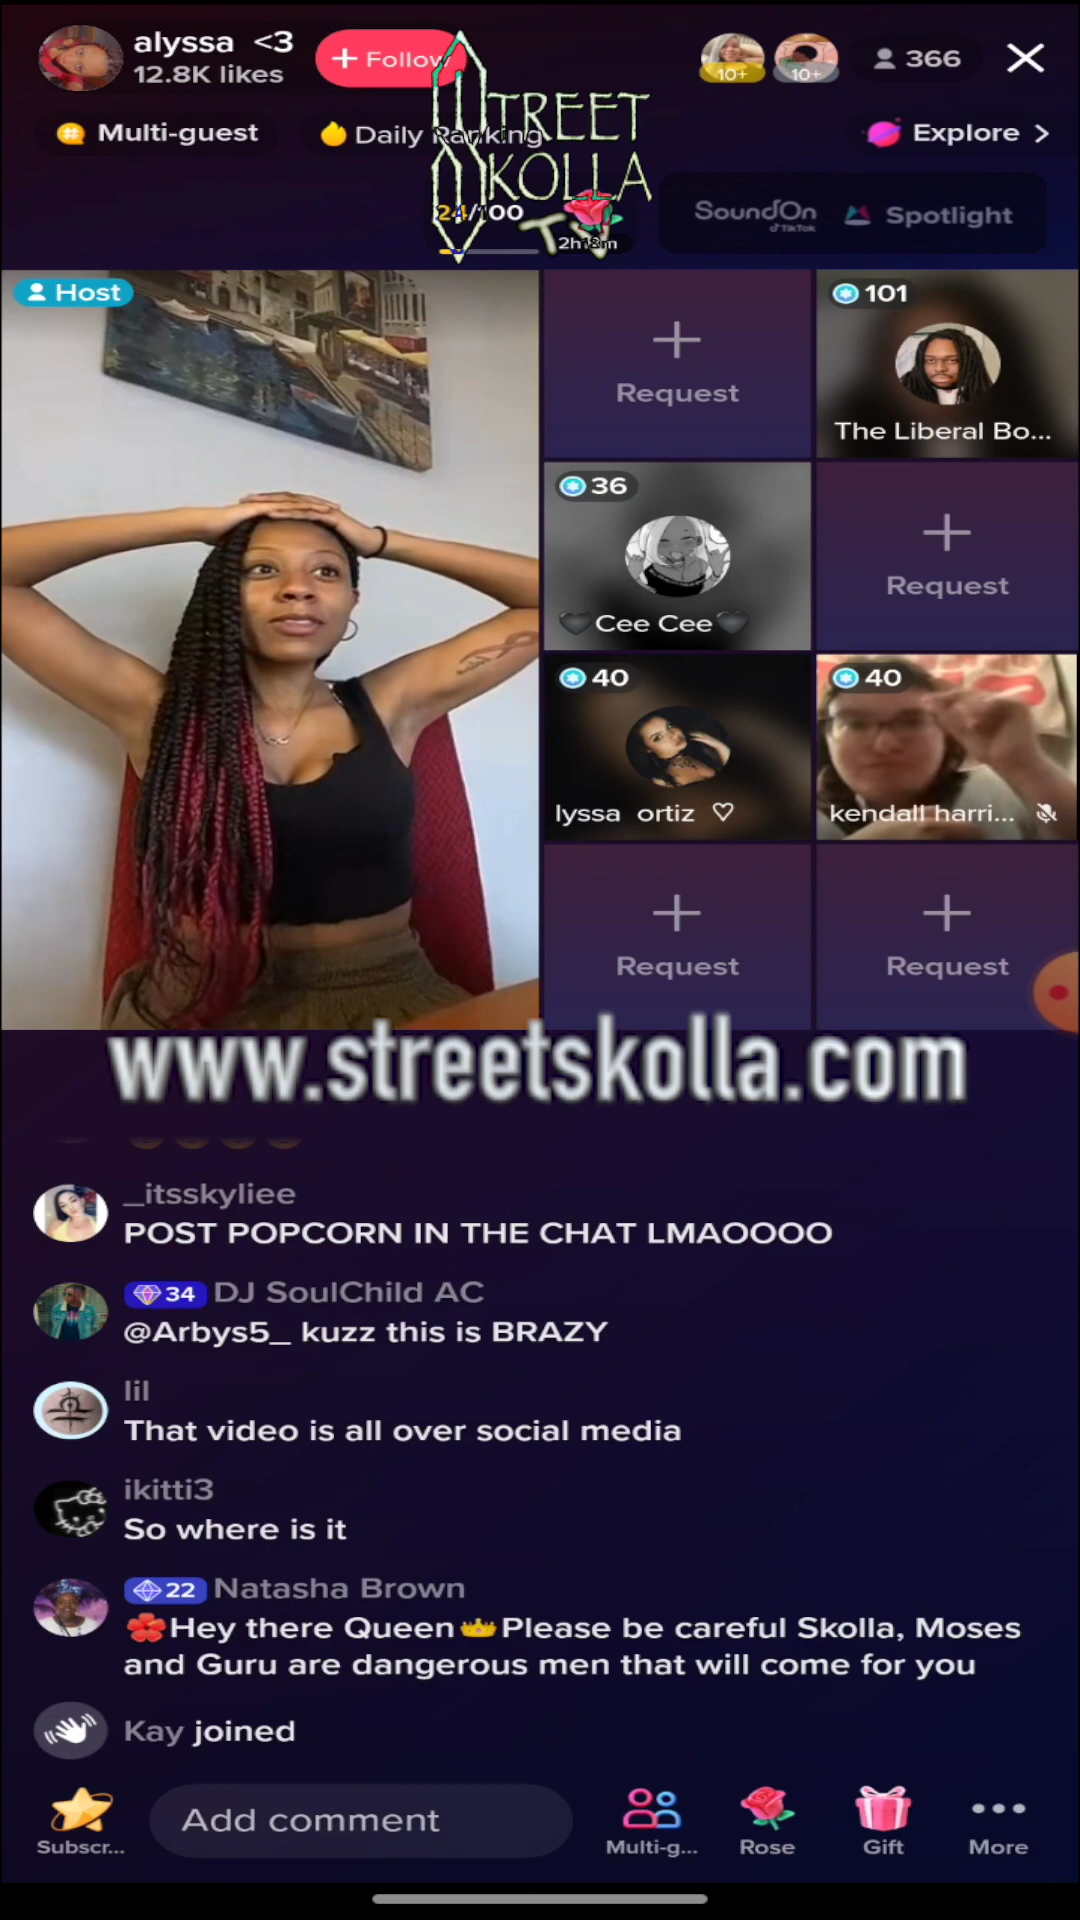 alyssa <3
12.8K likes
+ Follow
10+
10+
366
Multi-guest
Daily Ranking
Explore >
STREET
SKOLLA
TV
24/100
2h18m
SoundOn
TikTok
Spotlight
Host
Request
101
The Liberal Bo...
36
Cee Cee
Request
40
lyssa ortiz
40
kendall harri...
Request
Request
www.streetskolla.com
_itsskyliee
POST POPCORN IN THE CHAT LMAOOOO
34 DJ SoulChild AC
@Arbys5_ kuzz this is BRAZY
lil
That video is all over social media
ikitti3
So where is it
22 Natasha Brown
Hey there Queen Please be careful Skolla, Moses
and Guru are dangerous men that will come for you
Kay joined
Add comment
Subscr...
Multi-g...
Rose
Gift
More